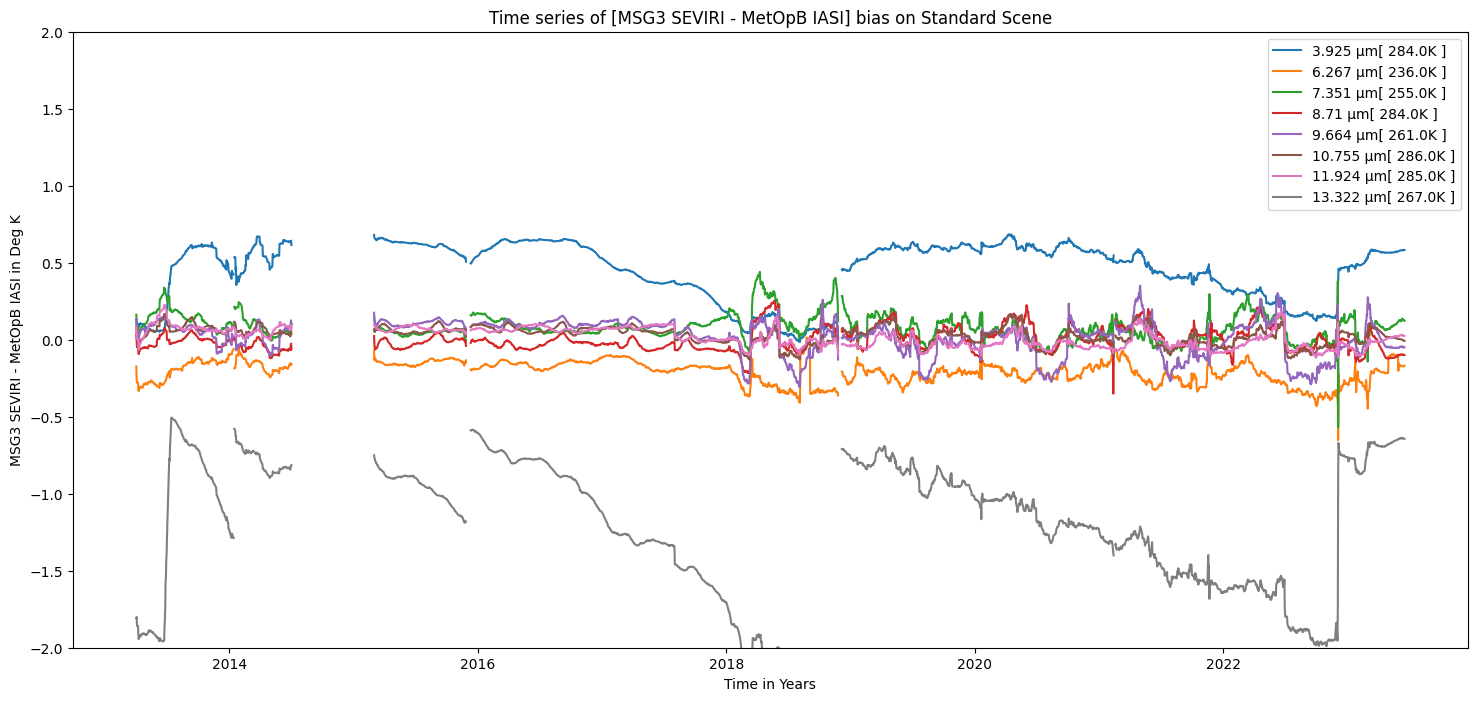 Time series of [MSG3 SEVIRI - MetOpB IASI] bias on Standard Scene
MSG3 SEVIRI - MetOpB IASI in Deg K
2.0
1.5
1.0
0.5
0.0
−0.5
−1.0
−1.5
−2.0
3.925 μm[ 284.0K ]
6.267 μm[ 236.0K ]
7.351 μm[ 255.0K ]
8.71 μm[ 284.0K ]
9.664 μm[ 261.0K ]
10.755 μm[ 286.0K ]
11.924 μm[ 285.0K ]
13.322 μm[ 267.0K ]
2014 2016 2018 2020 2022
Time in Years